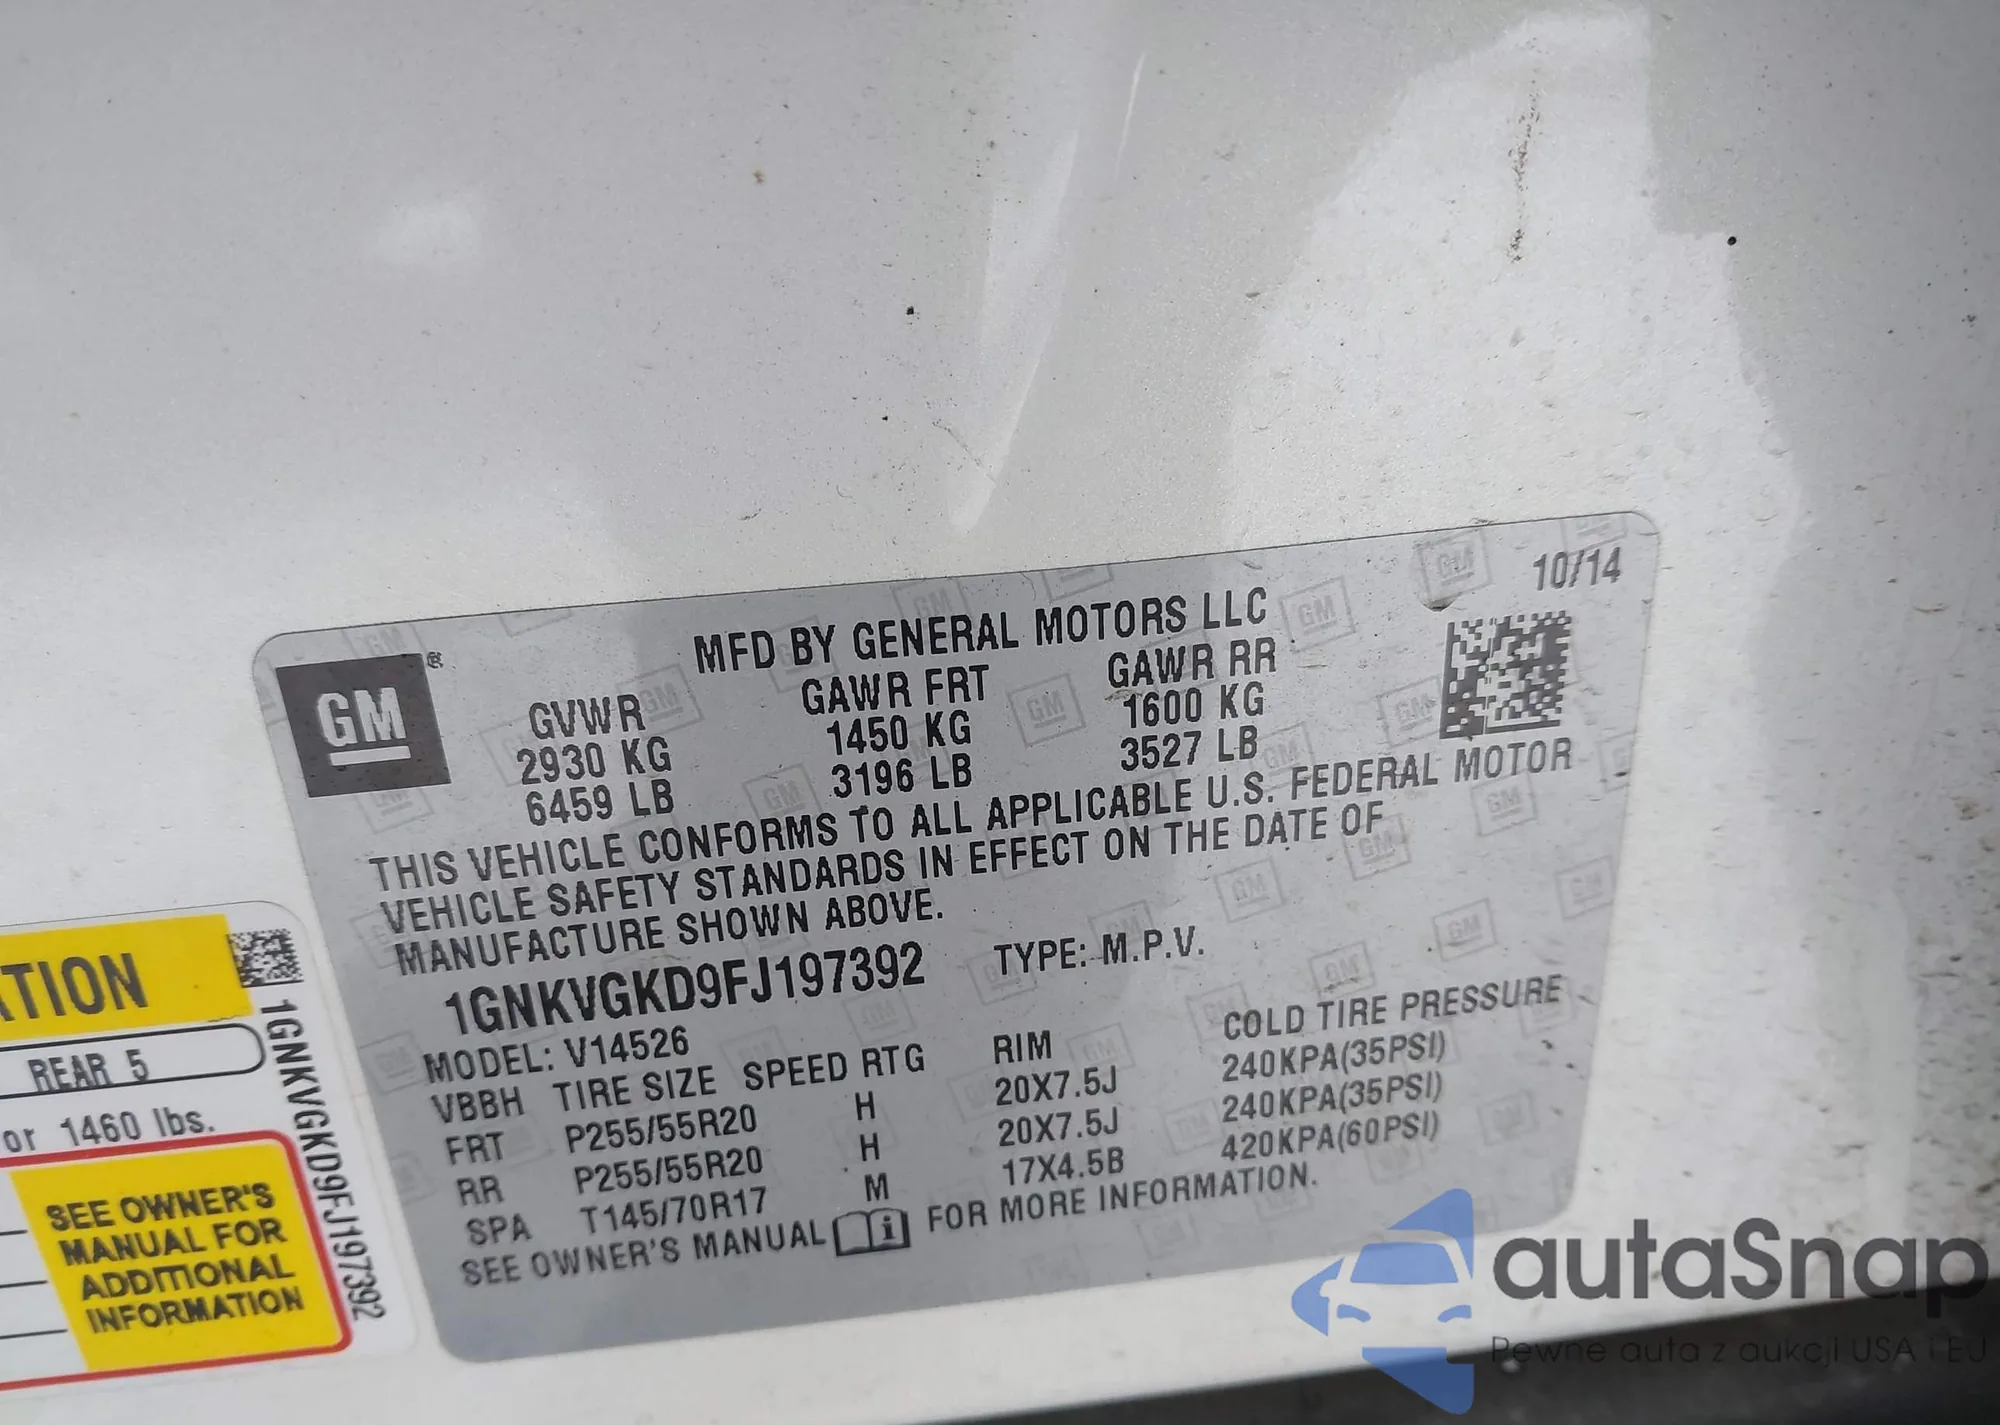 10/14
MFD BY GENERAL MOTORS LLC
GM®
GVWR GAWR FRT GAWR RR
2930 KG 1450 KG 1600 KG
6459 LB 3196 LB 3527 LB
THIS VEHICLE CONFORMS TO ALL APPLICABLE U.S. FEDERAL MOTOR
VEHICLE SAFETY STANDARDS IN EFFECT ON THE DATE OF
MANUFACTURE SHOWN ABOVE.
1GNKVGKD9FJ197392 TYPE: M.P.V.
MODEL: V14526
VBBH TIRE SIZE SPEED RTG RIM COLD TIRE PRESSURE
FRT P255/55R20 H 20X7.5J 240KPA(35PSI)
RR P255/55R20 H 20X7.5J 240KPA(35PSI)
SPA T145/70R17 M 17X4.5B 420KPA(60PSI)
SEE OWNER'S MANUAL i FOR MORE INFORMATION.
ATION
REAR 5
or 1460 lbs.
SEE OWNER'S
MANUAL FOR
ADDITIONAL
INFORMATION
1GNKVGKD9FJ197392
autaSnap
Pewne auta z aukcji USA i EU